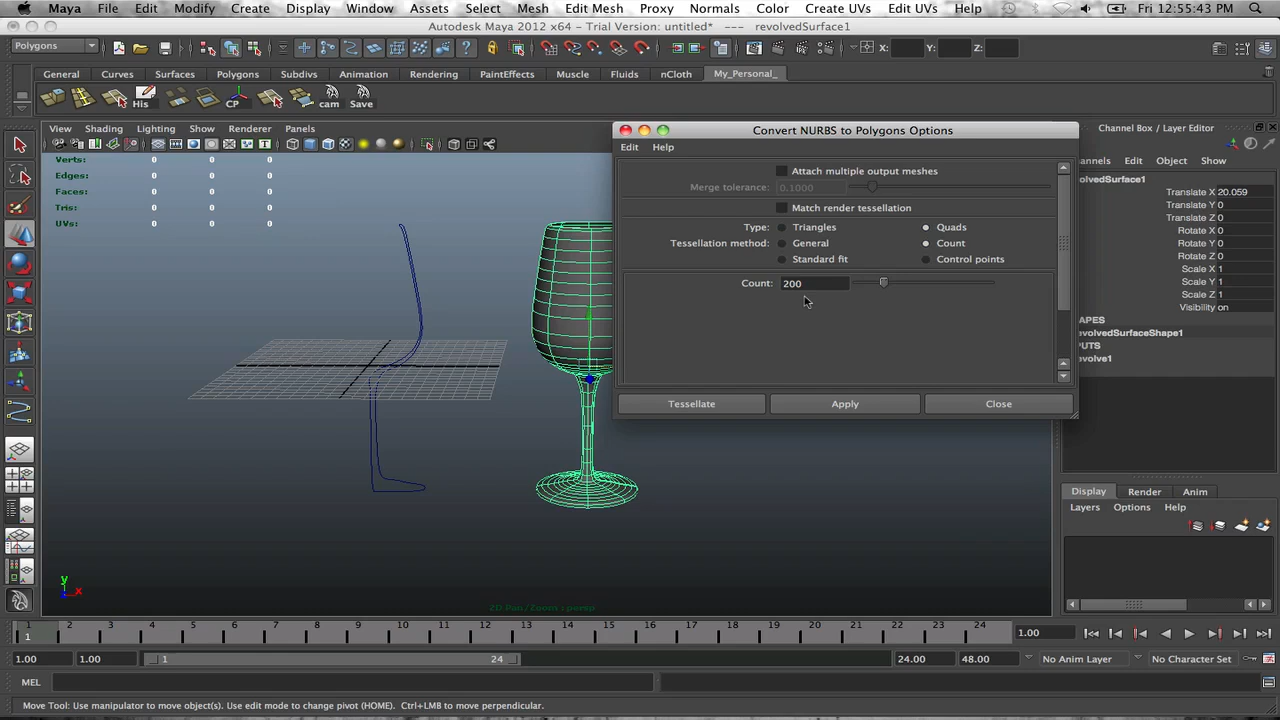 Maya File Edit Modify Create Display Window Assets Select Mesh Edit Mesh Proxy Normals Color Create UVs Edit UVs Help Fri 12:55:43 PM
Autodesk Maya 2012 x64 - Trial Version: untitled* --- revolvedSurface1
Polygons X: Y: Z:
General Curves Surfaces Polygons Subdivs Animation Rendering PaintEffects Muscle Fluids nCloth My_Personal_
His CP cam Save
View Shading Lighting Show Renderer Panels
Convert NURBS to Polygons Options
Channel Box / Layer Editor
Edit Help
annels Edit Object Show
Verts: 0 0 0
Edges: 0 0 0
Faces: 0 0 0
Tris: 0 0 0
UVs: 0 0 0
Attach multiple output meshes
Merge tolerance: 0.1000
Match render tessellation
Type: Triangles Quads
Tessellation method: General Count
Standard fit Control points
Count: 200
Tessellate Apply Close
evolvedSurface1
Translate X 20.059
Translate Y 0
Translate Z 0
Rotate X 0
Rotate Y 0
Rotate Z 0
Scale X 1
Scale Y 1
Scale Z 1
Visibility on
APES
evolvedSurfaceShape1
PUTS
evolve1
Display Render Anim
Layers Options Help
y
x
2D Pan/Zoom : persp
1 2 3 4 5 6 7 8 9 10 11 12 13 14 15 16 17 18 19 20 21 22 23 24
1 1.00
1.00 1.00 1 24 24.00 48.00 No Anim Layer No Character Set
MEL
Move Tool: Use manipulator to move object(s). Use edit mode to change pivot (HOME). Ctrl+LMB to move perpendicular.